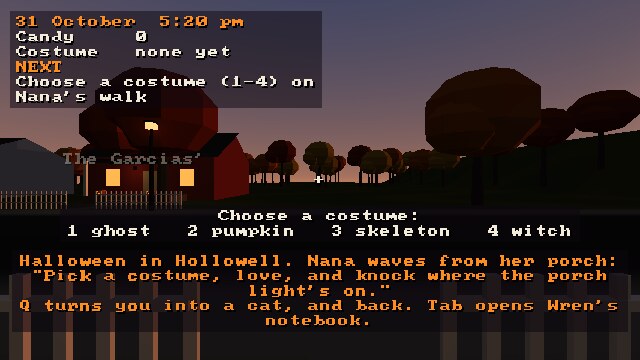 31 October 5:20 pm
Candy 0
Costume none yet
NEXT
Choose a costume (1-4) on
Nana's walk
The Garcias'
Choose a costume:
1 ghost 2 pumpkin 3 skeleton 4 witch
Halloween in Hollowell. Nana waves from her porch:
"Pick a costume, love, and knock where the porch
light's on."
Q turns you into a cat, and back. Tab opens Wren's
notebook.